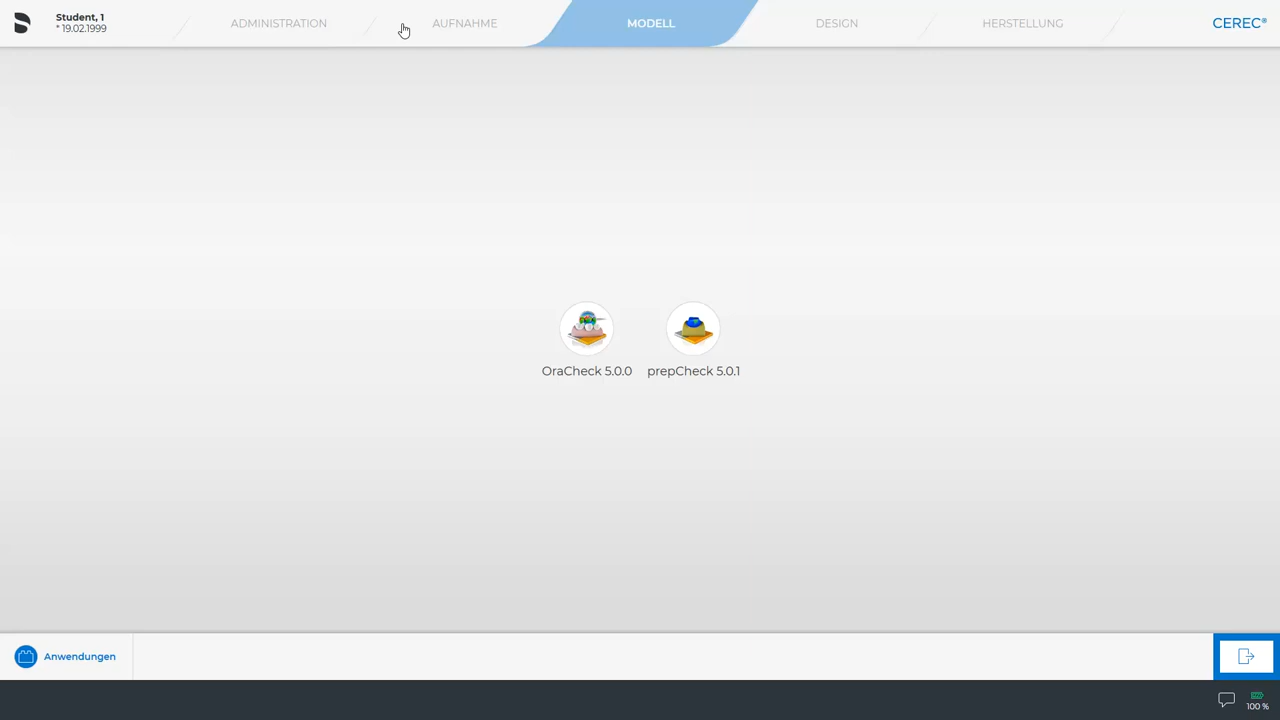 Student, 1
* 19.02.1999
ADMINISTRATION
AUFNAHME
MODELL
DESIGN
HERSTELLUNG
CEREC®
OraCheck 5.0.0
prepCheck 5.0.1
Anwendungen
100 %